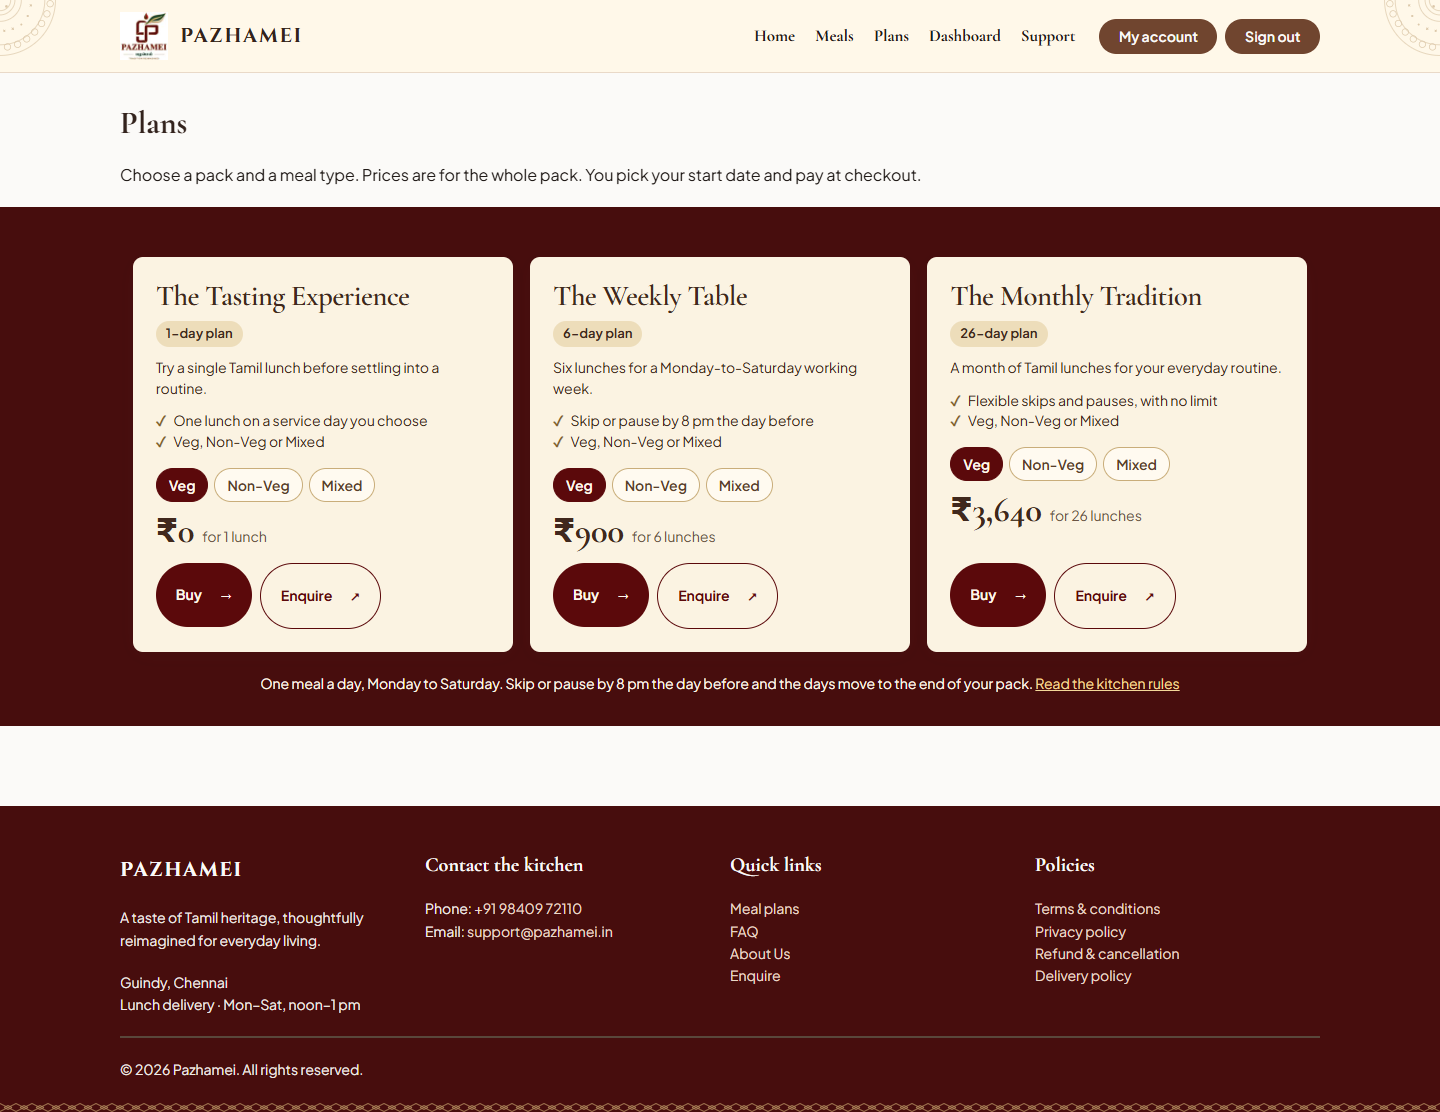 PAZHAMEI
PAZHAMEI
Home Meals Plans Dashboard Support My account Sign out
Plans
Choose a pack and a meal type. Prices are for the whole pack. You pick your start date and pay at checkout.
The Tasting Experience
1-day plan
Try a single Tamil lunch before settling into a
routine.
✓ One lunch on a service day you choose
✓ Veg, Non-Veg or Mixed
Veg Non-Veg Mixed
₹0 for 1 lunch
Buy → Enquire ↗
The Weekly Table
6-day plan
Six lunches for a Monday-to-Saturday working
week.
✓ Skip or pause by 8 pm the day before
✓ Veg, Non-Veg or Mixed
Veg Non-Veg Mixed
₹900 for 6 lunches
Buy → Enquire ↗
The Monthly Tradition
26-day plan
A month of Tamil lunches for your everyday routine.
✓ Flexible skips and pauses, with no limit
✓ Veg, Non-Veg or Mixed
Veg Non-Veg Mixed
₹3,640 for 26 lunches
Buy → Enquire ↗
One meal a day, Monday to Saturday. Skip or pause by 8 pm the day before and the days move to the end of your pack. Read the kitchen rules
PAZHAMEI
A taste of Tamil heritage, thoughtfully
reimagined for everyday living.
Guindy, Chennai
Lunch delivery · Mon–Sat, noon–1 pm
Contact the kitchen
Phone: +91 98409 72110
Email: support@pazhamei.in
Quick links
Meal plans
FAQ
About Us
Enquire
Policies
Terms & conditions
Privacy policy
Refund & cancellation
Delivery policy
© 2026 Pazhamei. All rights reserved.